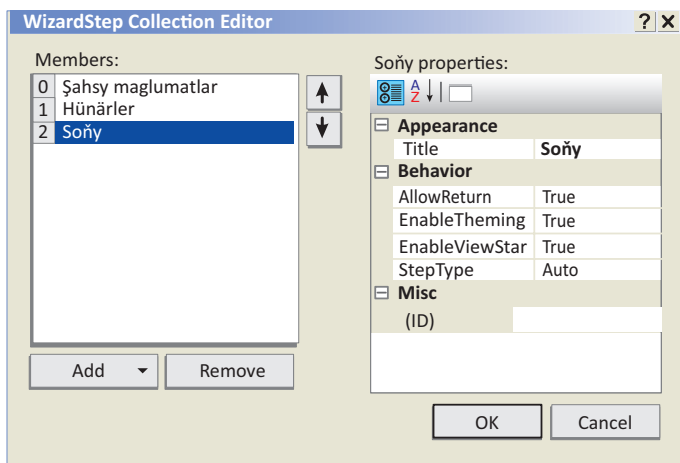 WizardStep Collection Editor
Members:
0 Şahsy maglumatlar
1 Hünärler
2 Soňy
Add
Remove
Soňy properties:
A
Z
Appearance
Title Soňy
Behavior
AllowReturn True
EnableTheming True
EnableViewStar True
StepType Auto
Misc
(ID)
OK
Cancel